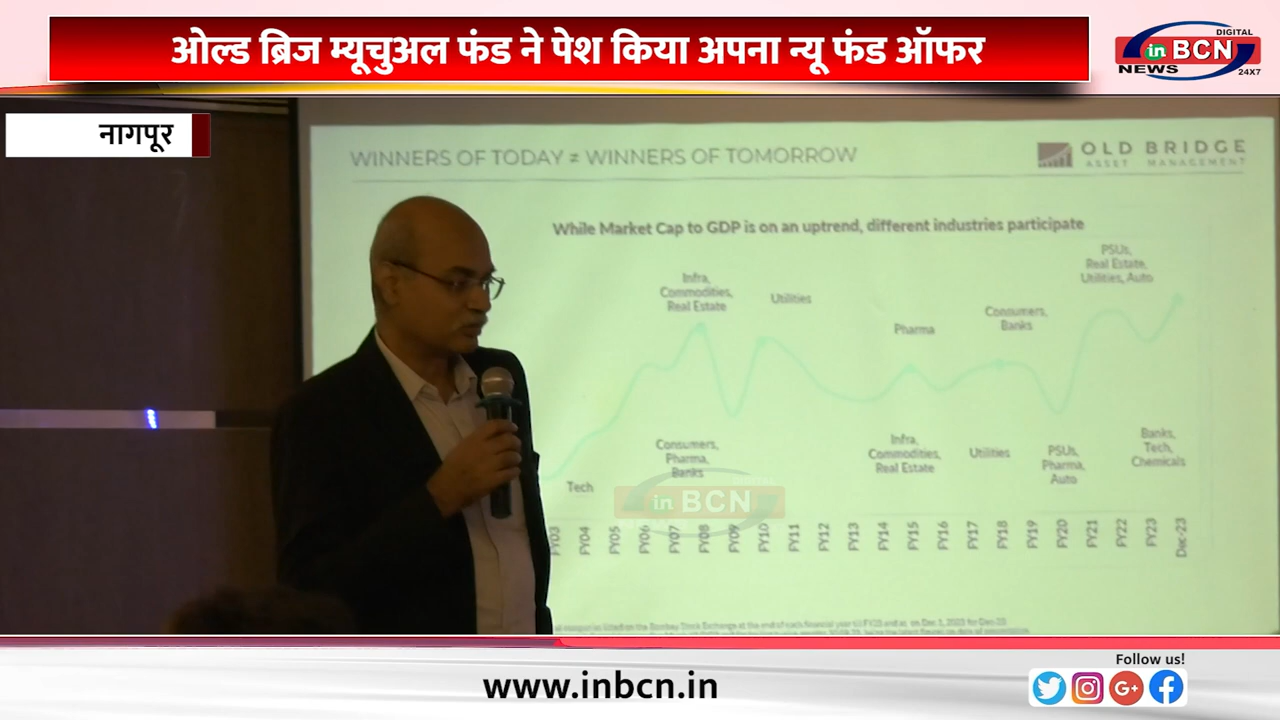 ओल्ड ब्रिज म्यूचुअल फंड ने पेश किया अपना न्यू फंड ऑफर
DIGITAL
in BCN
NEWS
24X7
नागपूर
WINNERS OF TODAY ≠ WINNERS OF TOMORROW
OLD BRIDGE
ASSET MANAGEMENT
While Market Cap to GDP is on an uptrend, different industries participate
PSUs,
Real Estate,
Utilities, Auto
Infra,
Commodities,
Real Estate
Utilities
Consumers,
Banks
Pharma
Consumers,
Pharma,
Banks
Infra,
Commodities,
Real Estate
Utilities
PSUs,
Pharma,
Auto
Banks,
Tech,
Chemicals
Tech
DIGITAL
in BCN
FY03
FY04
FY05
FY06
FY07
FY08
FY09
FY10
FY11
FY12
FY13
FY14
FY15
FY16
FY17
FY18
FY19
FY20
FY21
FY22
FY23
Dec-23
Follow us!
www.inbcn.in